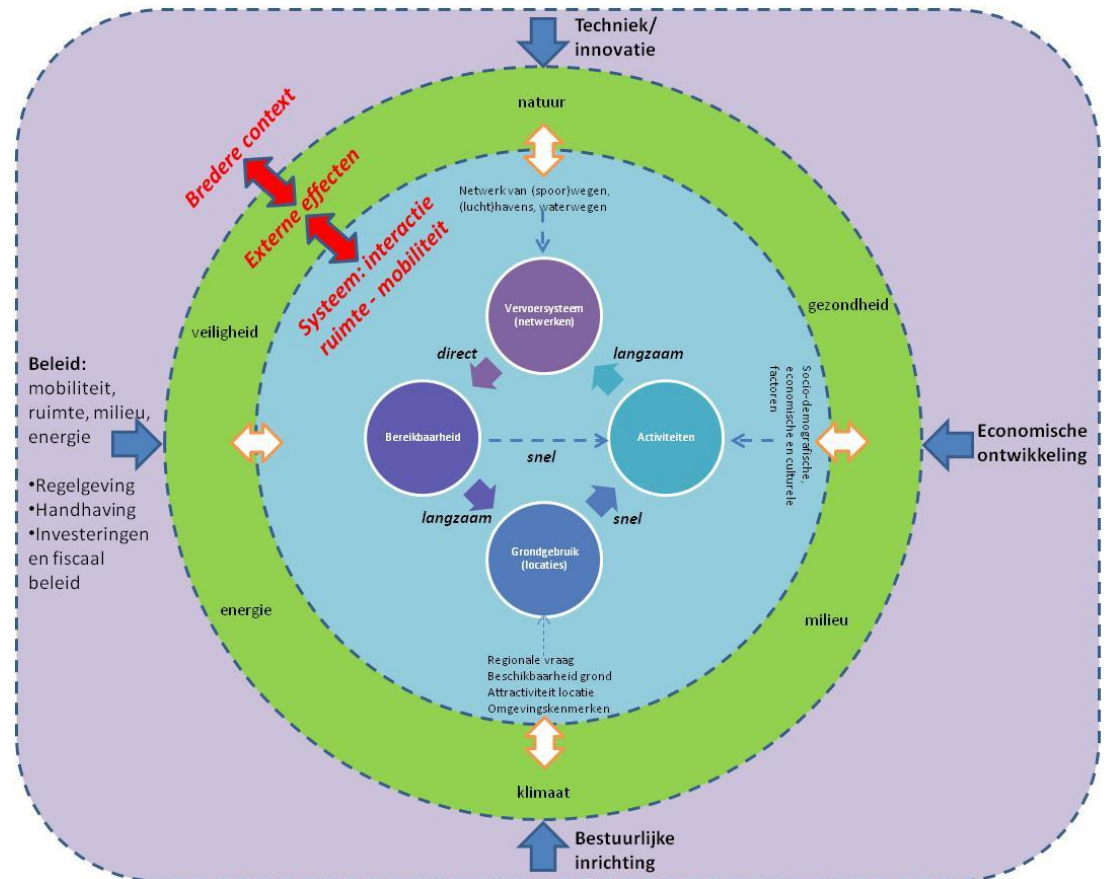 Techniek/
innovatie
natuur
Bredere context
Externe effecten
Systeem: interactie
ruimte - mobiliteit
Netwerk van (spoor)wegen,
(lucht)havens, waterwegen
Vervoersysteem
(netwerken)
gezondheid
veiligheid
direct
langzaam
Beleid:
mobiliteit,
ruimte, milieu,
energie
•Regelgeving
•Handhaving
•Investeringen
en fiscaal
beleid
Bereikbaarheid
snel
Activiteiten
Socio-demografische,
economische en culturele
factoren
Economische
ontwikkeling
langzaam
snel
Grondgebruik
(locaties)
energie
milieu
Regionale vraag
Beschikbaarheid grond
Attractiviteit locatie
Omgevingskenmerken
klimaat
Bestuurlijke
inrichting